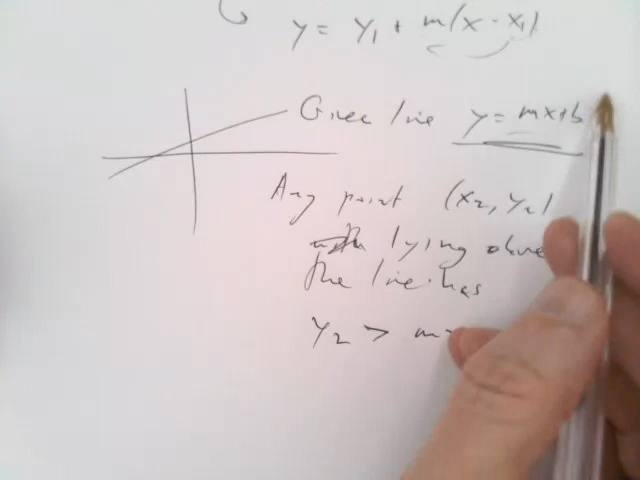 y = y₁ + m(x - x₁)
Given line y = mx+b
Any point (x₂, y₂)
lying above
the line has
y₂ > m